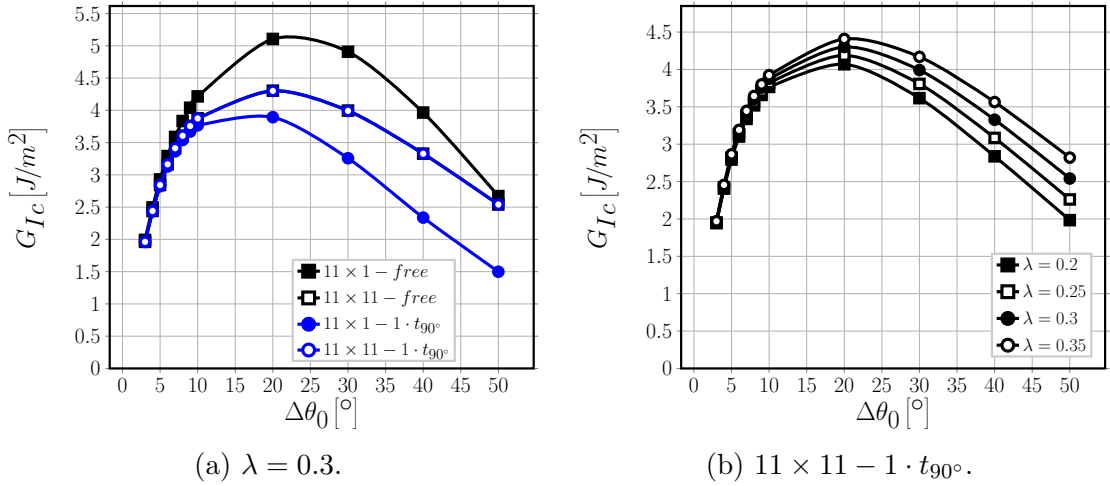 5.5
5
4.5
4
3.5
3
2.5
2
1.5
1
0.5
0
G_{Ic} [J/m^2]
11 × 1 − free
11 × 11 − free
11 × 1 − 1 · t_{90°}
11 × 11 − 1 · t_{90°}
0 5 10 15 20 25 30 35 40 45 50
Δθ_0 [°]
(a) λ = 0.3.
4.5
4
3.5
3
2.5
2
1.5
1
0.5
0
G_{Ic} [J/m^2]
λ = 0.2
λ = 0.25
λ = 0.3
λ = 0.35
0 5 10 15 20 25 30 35 40 45 50
Δθ_0 [°]
(b) 11 × 11 − 1 · t_{90°}.